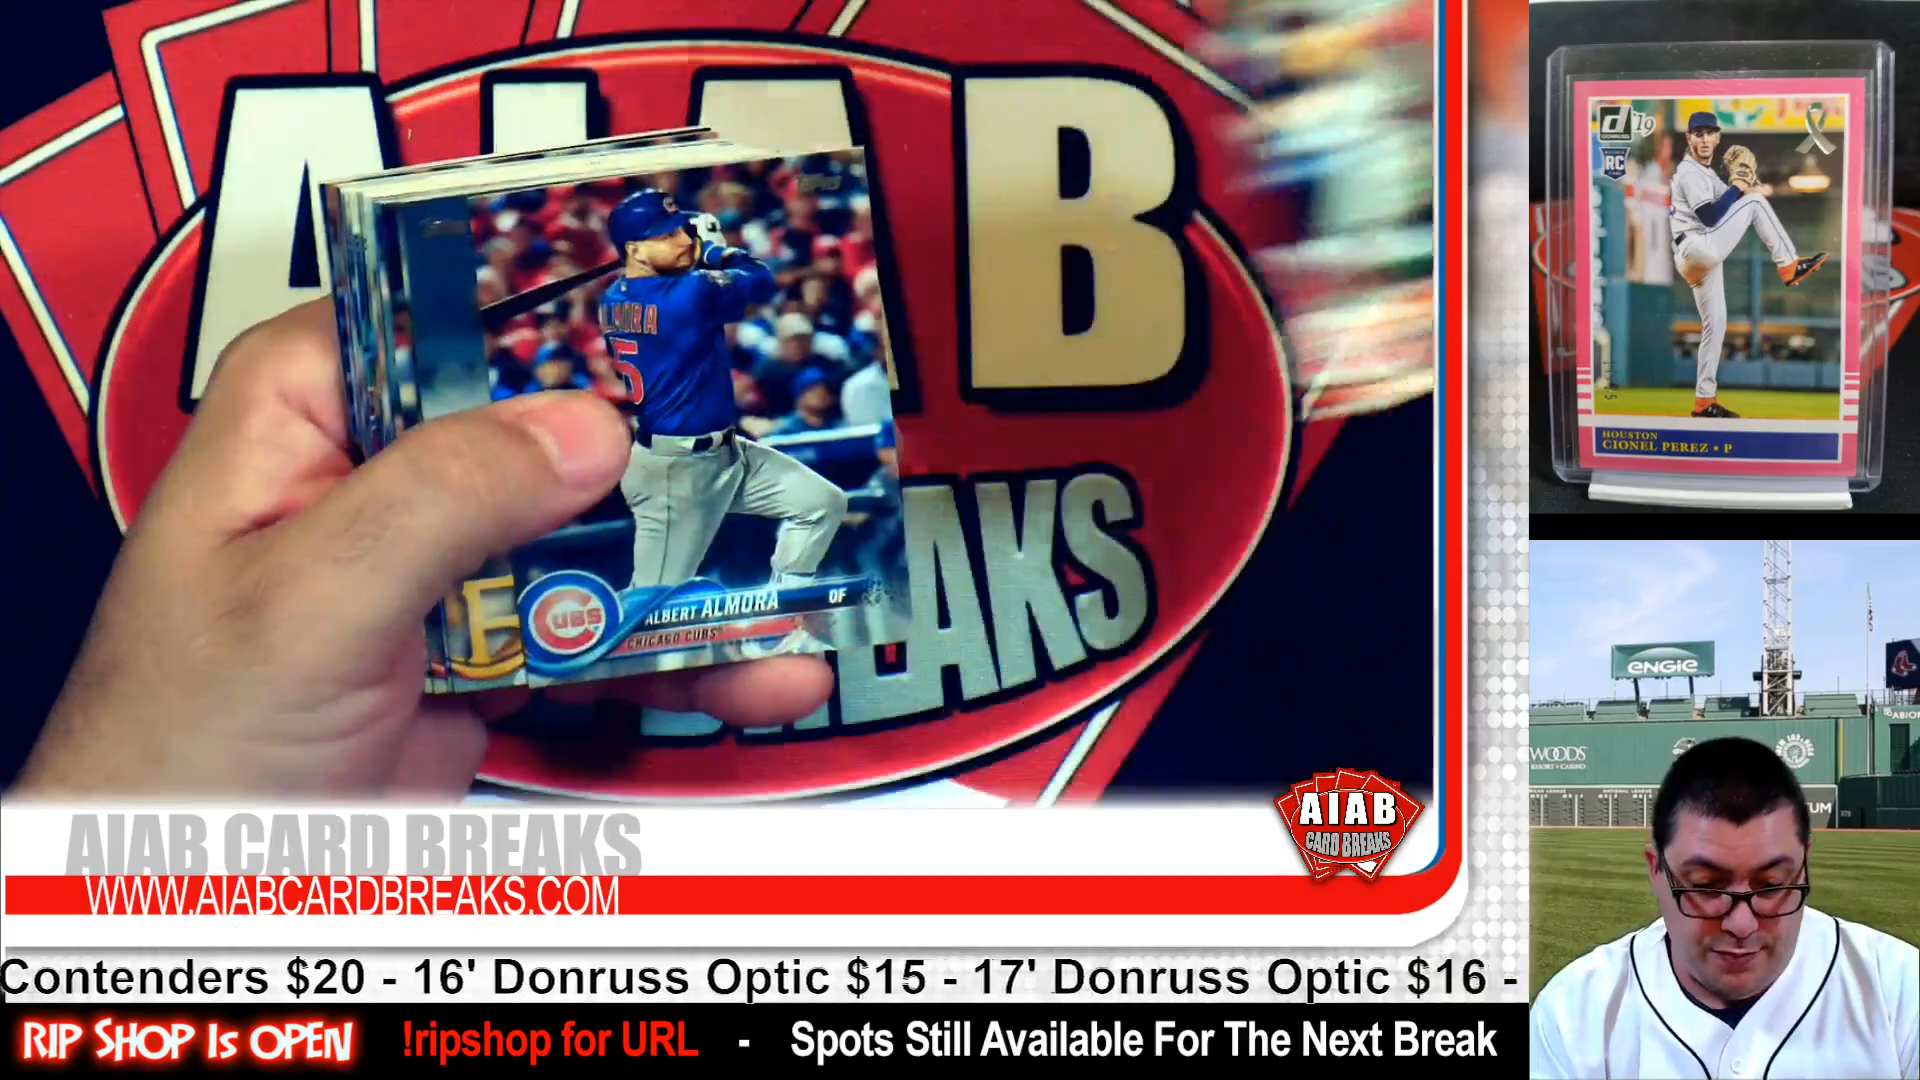 AIAB
BREAKS
TOPPS
ALMORA
5
CUBS
ALBERT ALMORA OF
CHICAGO CUBS
DONRUSS
'19
RC
HOUSTON
CIONEL PEREZ • P
ENGIE
WOODS
AIAB
CARD BREAKS
AIAB CARD BREAKS
WWW.AIABCARDBREAKS.COM
Contenders $20 - 16' Donruss Optic $15 - 17' Donruss Optic $16 -
RIP SHOP IS OPEN !ripshop for URL - Spots Still Available For The Next Break